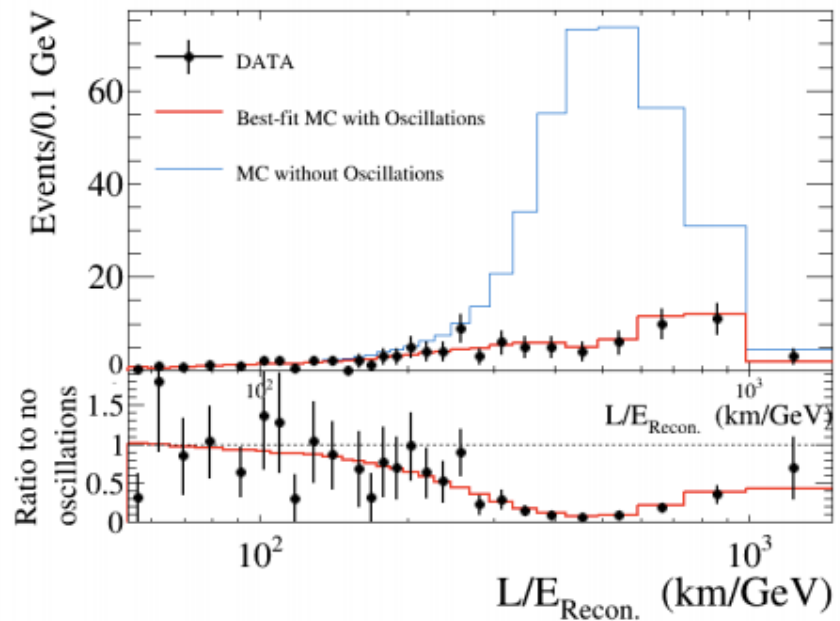 Events/0.1 GeV
60
40
20
0
DATA
Best-fit MC with Oscillations
MC without Oscillations
10²
10³
L/E_Recon. (km/GeV)
Ratio to no
oscillations
1.5
1
0.5
0
10²
10³
L/E_Recon. (km/GeV)